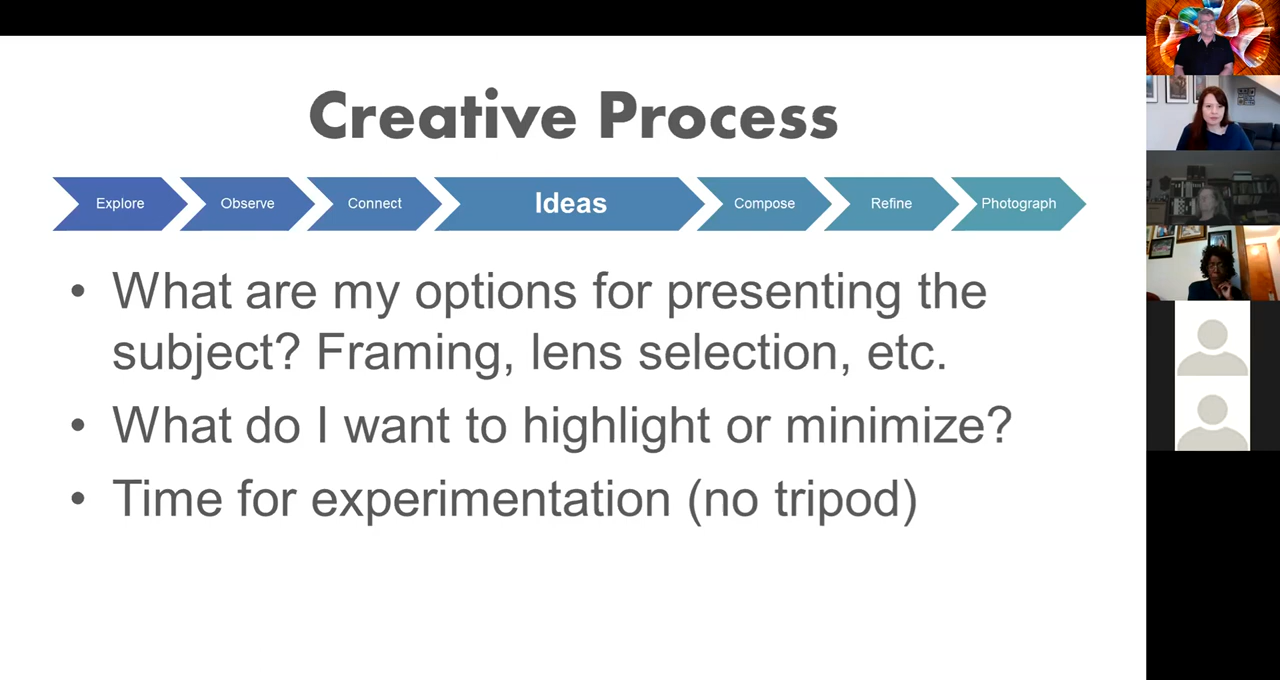 Creative Process
Explore
Observe
Connect
Ideas
Compose
Refine
Photograph
• What are my options for presenting the
subject? Framing, lens selection, etc.
• What do I want to highlight or minimize?
• Time for experimentation (no tripod)